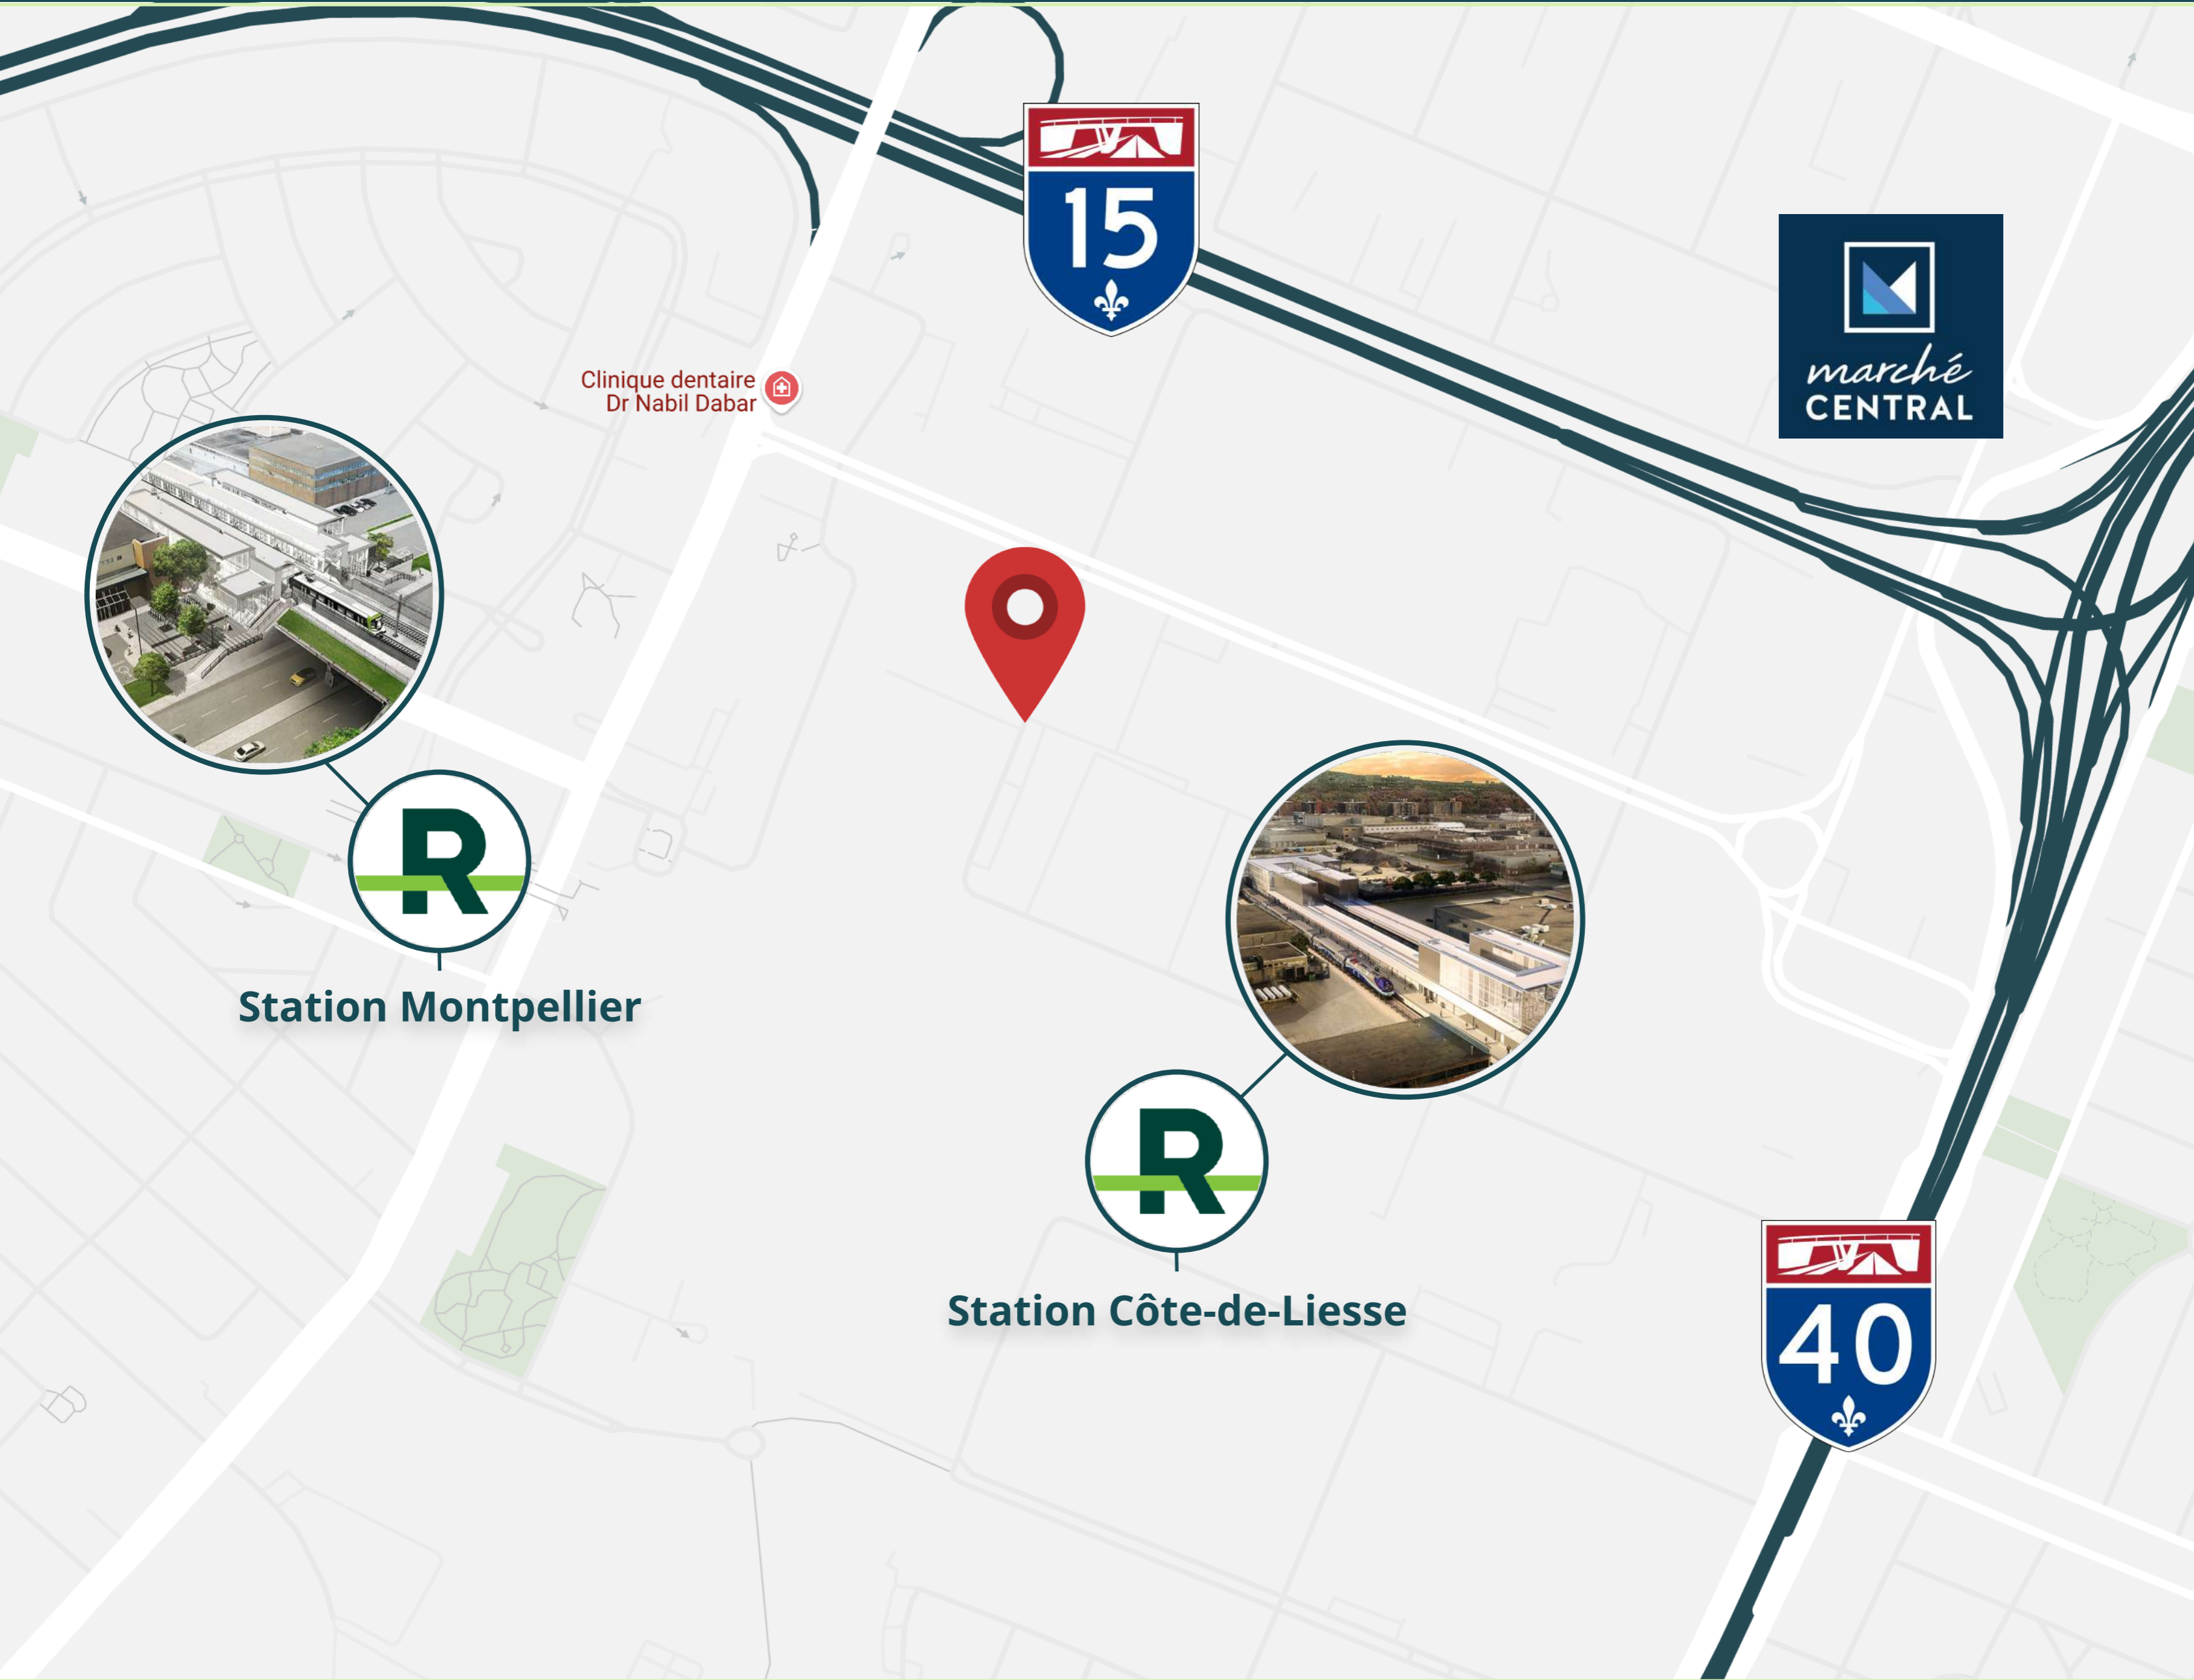 15
marché
CENTRAL
Clinique dentaire
Dr Nabil Dabar
R
Station Montpellier
R
Station Côte-de-Liesse
40